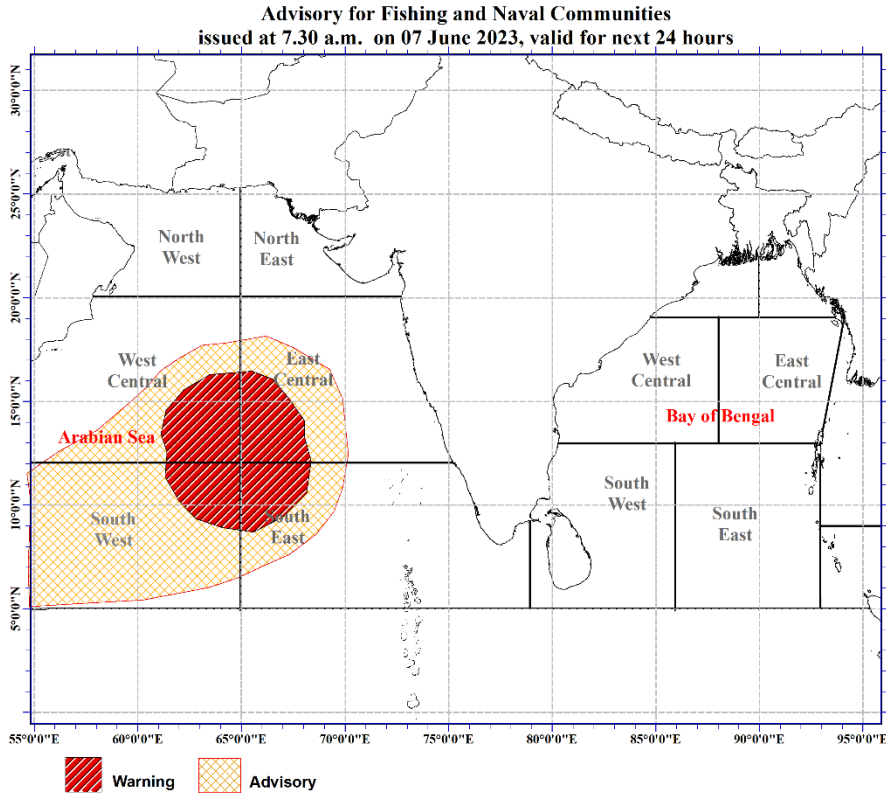 Advisory for Fishing and Naval Communities
issued at 7.30 a.m. on 07 June 2023, valid for next 24 hours
30°0'0"N
25°0'0"N
20°0'0"N
15°0'0"N
10°0'0"N
5°0'0"N
North
West
North
East
West
Central
East
Central
Arabian Sea
South
West
South
East
West
Central
East
Central
Bay of Bengal
South
West
South
East
55°0'0"E
60°0'0"E
65°0'0"E
70°0'0"E
75°0'0"E
80°0'0"E
85°0'0"E
90°0'0"E
95°0'0"E
Warning
Advisory